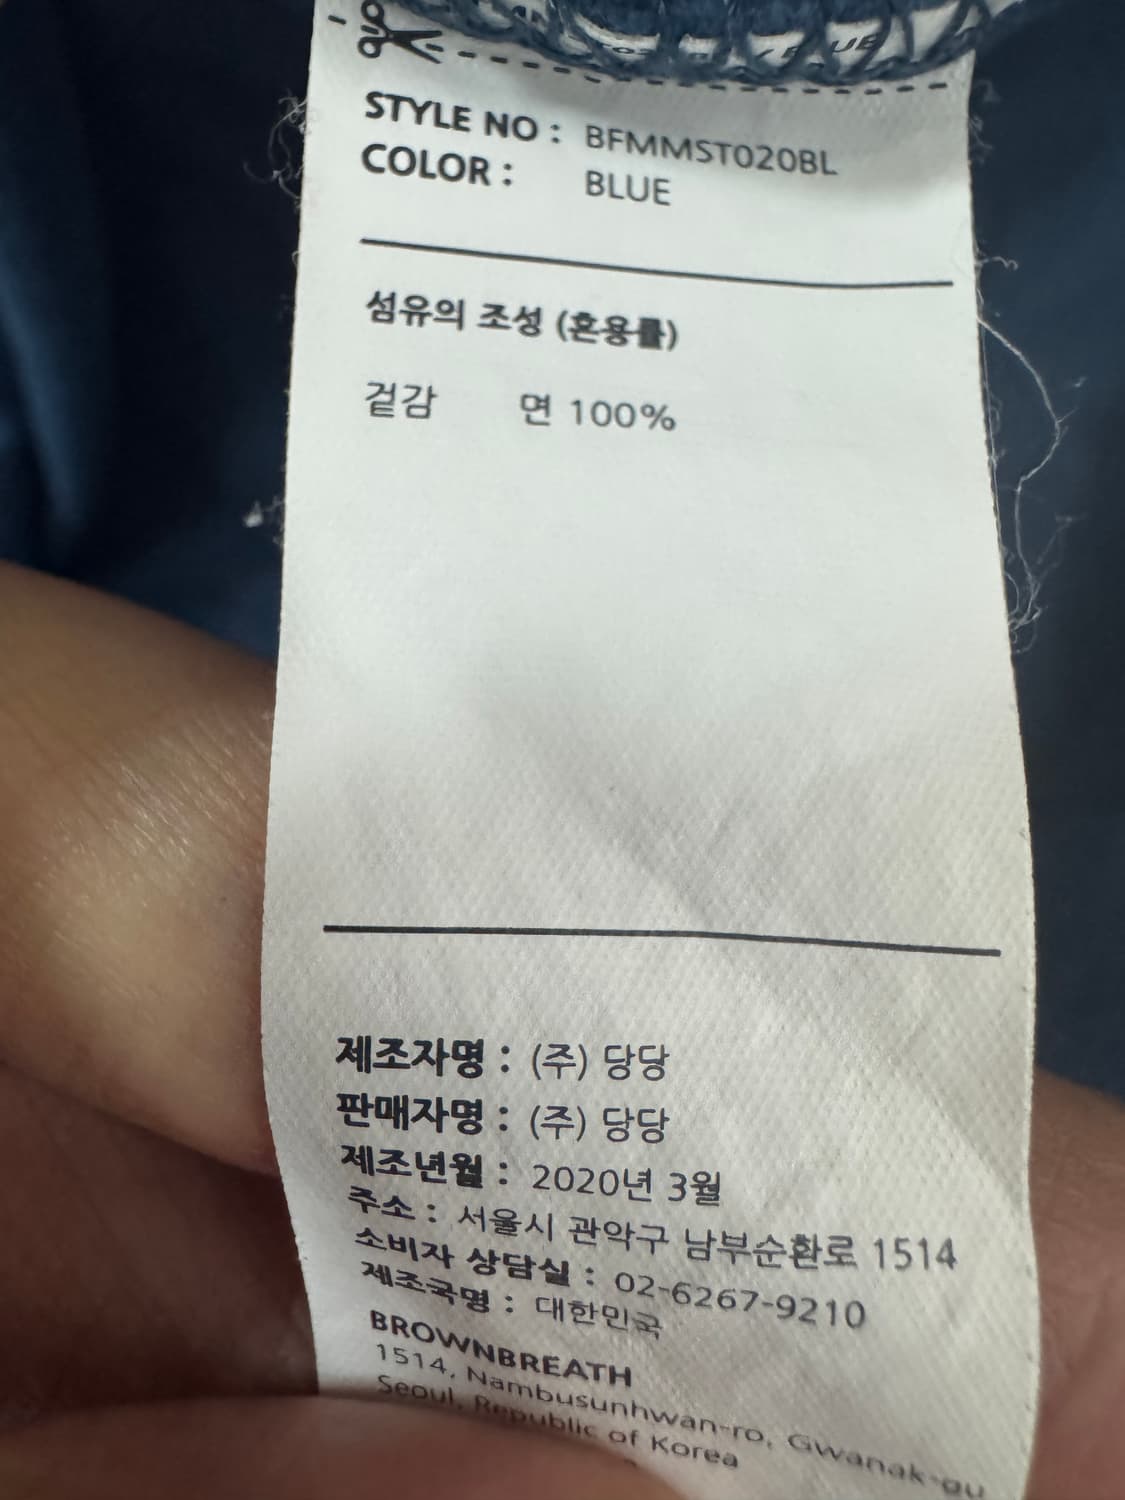 STYLE NO : BFMMST020BL
COLOR : BLUE
섬유의 조성 (혼용률)
겉감 면 100%
제조자명 : (주) 당당
판매자명 : (주) 당당
제조년월 : 2020년 3월
주소 : 서울시 관악구 남부순환로 1514
소비자 상담실 : 02-6267-9210
제조국명 : 대한민국
BROWNBREATH
1514, Nambusunhwan-ro, Gwanak-gu
Seoul, Republic of Korea